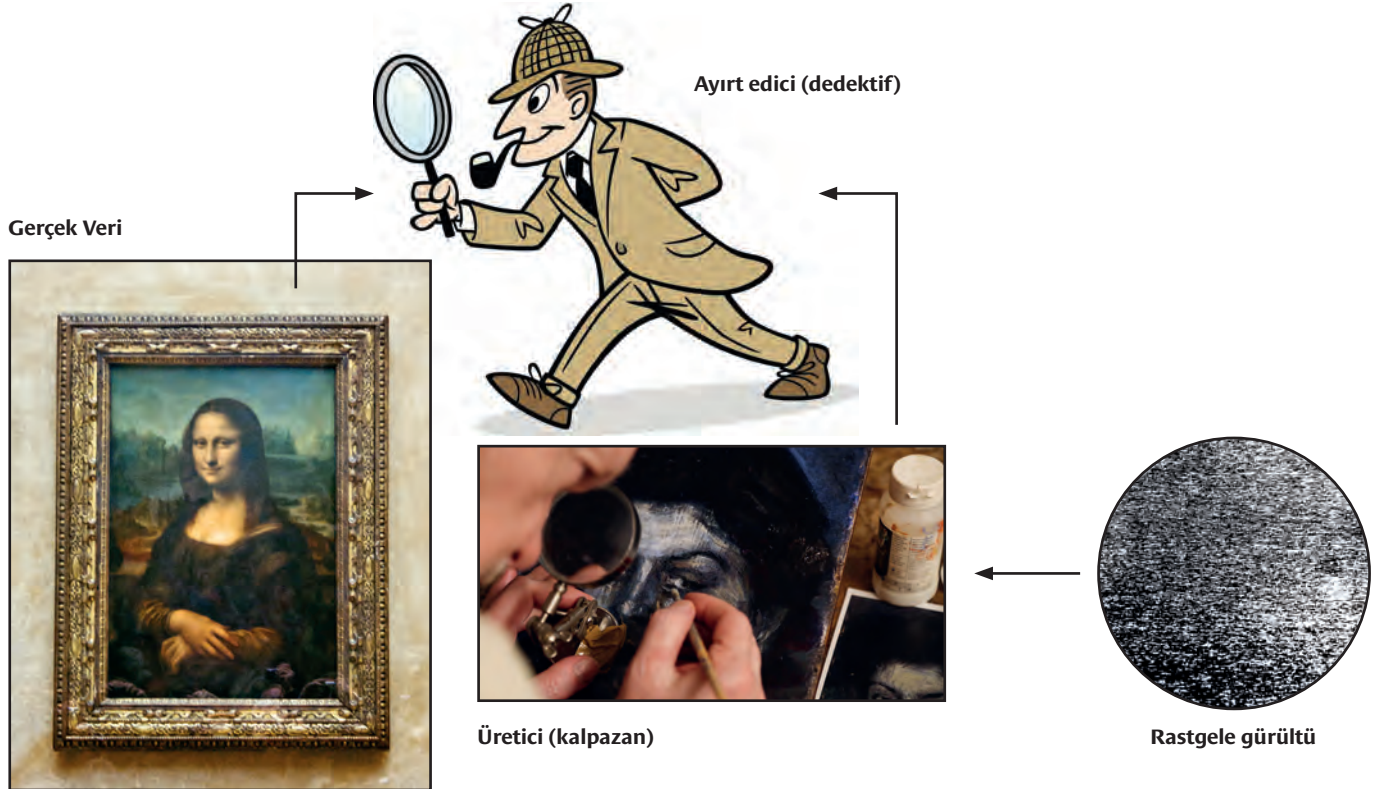 Ayırt edici (dedektif)
Gerçek Veri
Üretici (kalpazan)
Rastgele gürültü